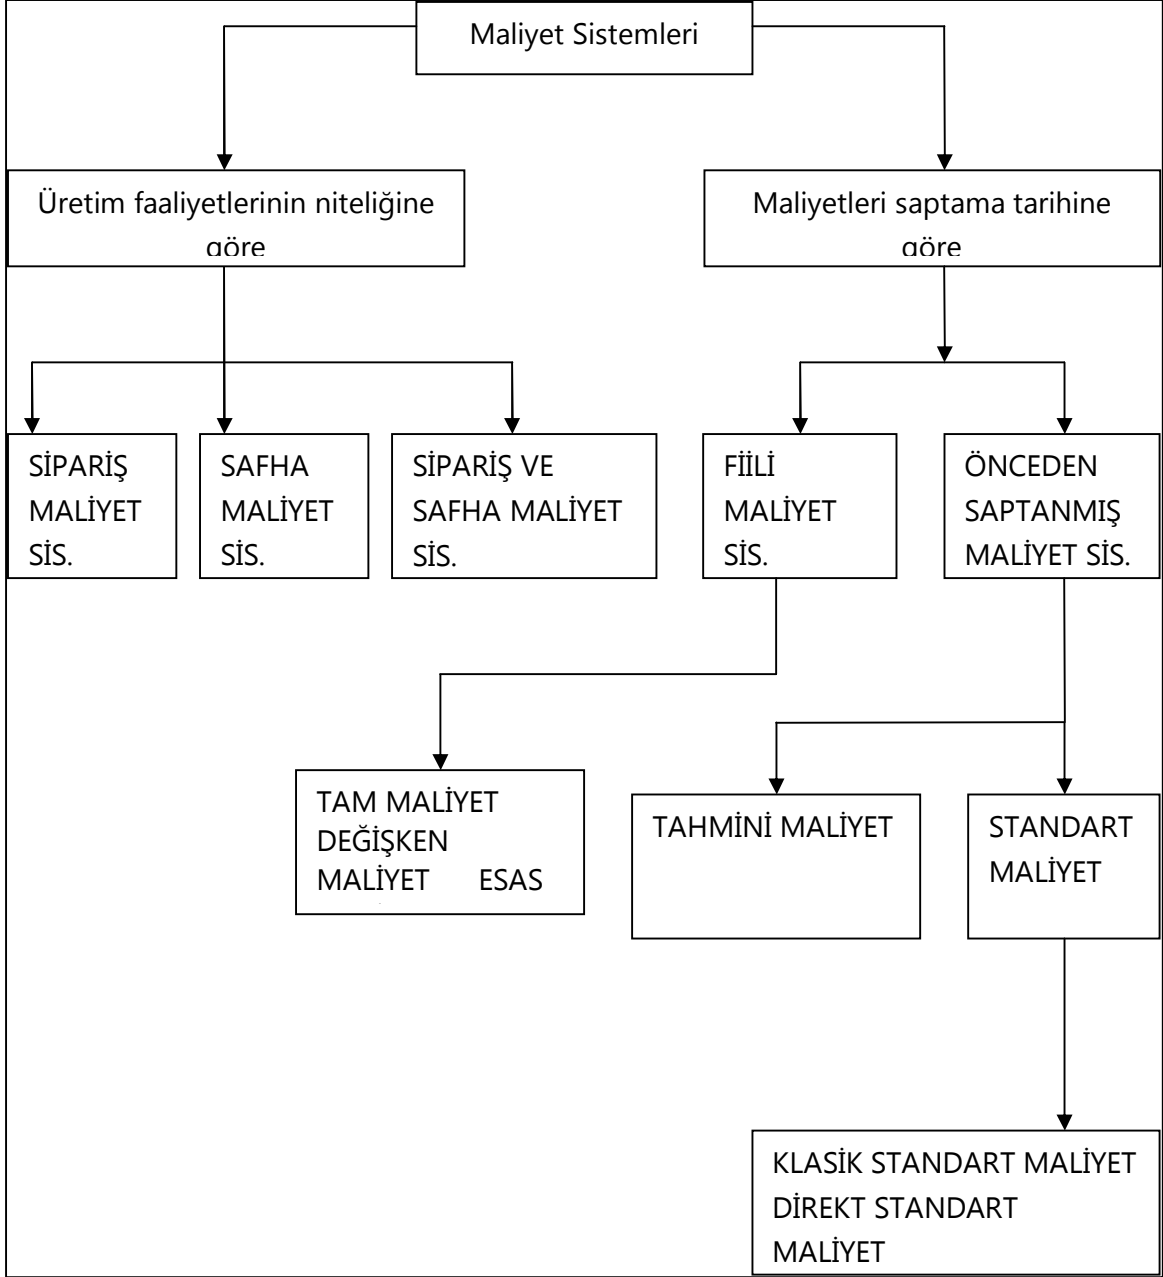 Maliyet Sistemleri
Üretim faaliyetlerinin niteliğine
göre
Maliyetleri saptama tarihine
göre
SİPARİŞ
MALİYET
SİS.
SAFHA
MALİYET
SİS.
SİPARİŞ VE
SAFHA MALİYET
SİS.
FİİLİ
MALİYET
SİS.
ÖNCEDEN
SAPTANMIŞ
MALİYET SİS.
TAM MALİYET
DEĞİŞKEN
MALİYET ESAS
TAHMİNİ MALİYET
STANDART
MALİYET
KLASİK STANDART MALİYET
DİREKT STANDART
MALİYET